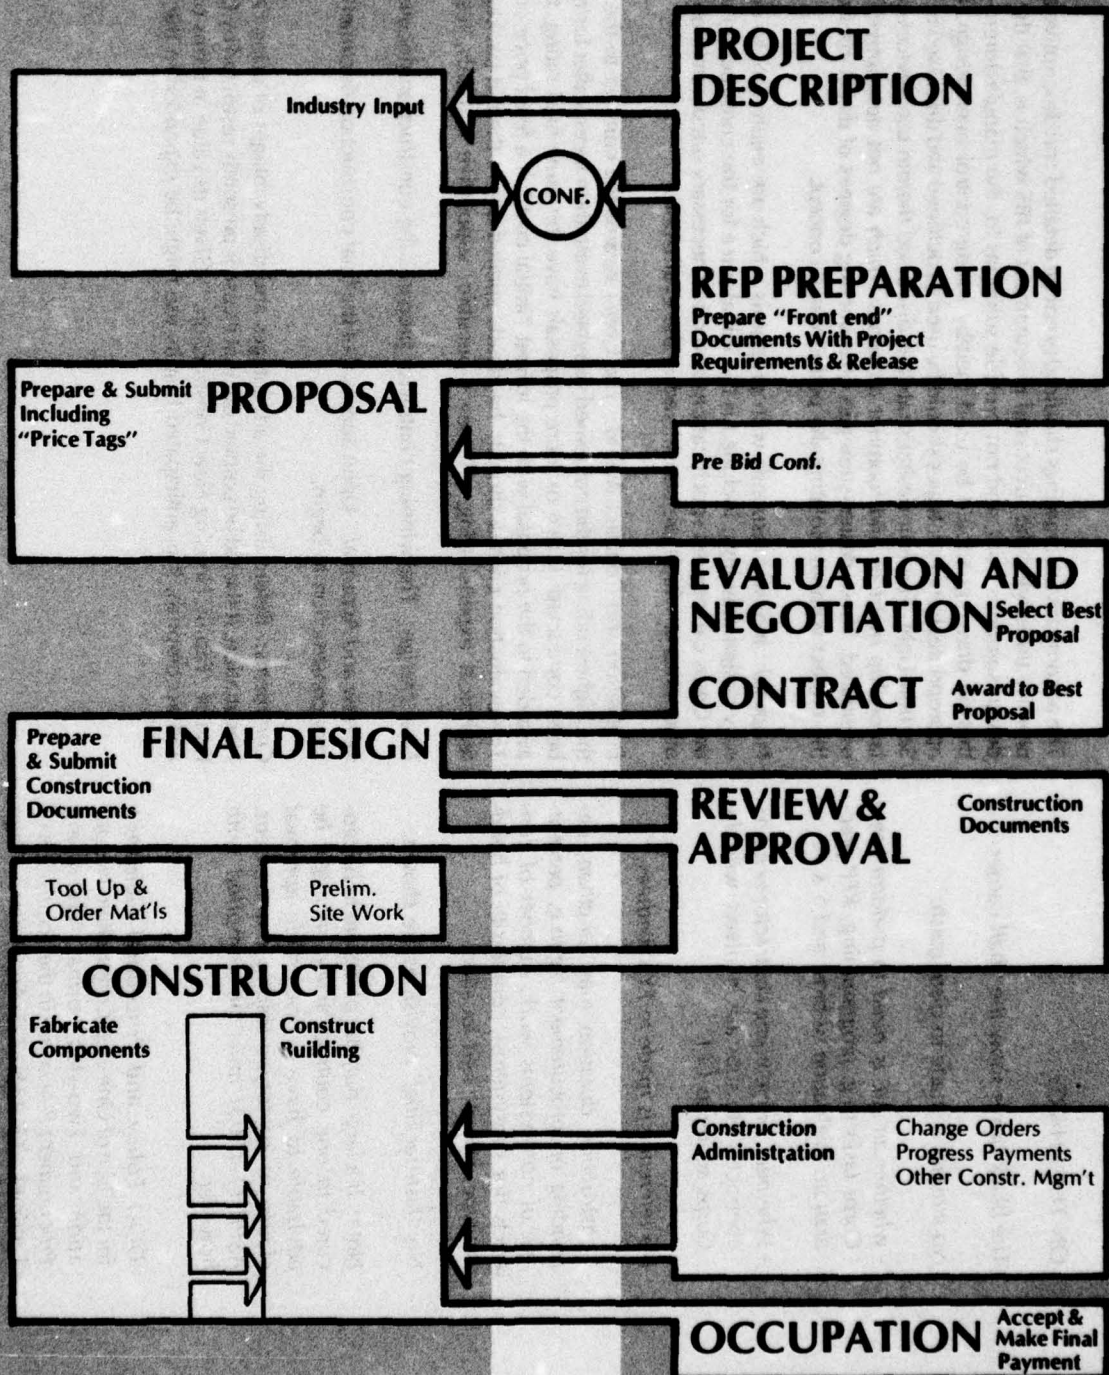 PROJECT
DESCRIPTION
Industry Input
CONF.
RFP PREPARATION
Prepare “Front end”
Documents With Project
Requirements & Release
Prepare & Submit
Including
“Price Tags”
PROPOSAL
Pre Bid Conf.
EVALUATION AND
NEGOTIATION
Select Best
Proposal
CONTRACT
Award to Best
Proposal
Prepare
& Submit
Construction
Documents
FINAL DESIGN
REVIEW &
APPROVAL
Construction
Documents
Tool Up &
Order Mat'ls
Prelim.
Site Work
CONSTRUCTION
Fabricate
Components
Construct
Building
Construction
Administration
Change Orders
Progress Payments
Other Constr. Mgm't
OCCUPATION
Accept &
Make Final
Payment